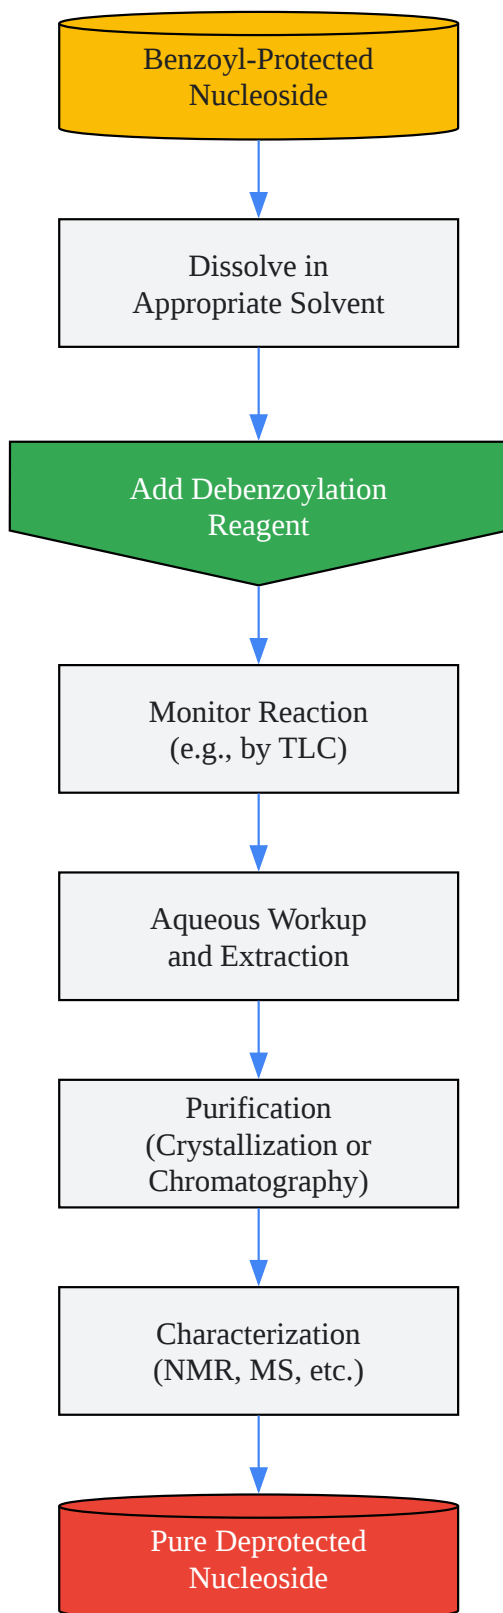 Benzoyl-Protected
Nucleoside
Dissolve in
Appropriate Solvent
Add Debenzoylation
Reagent
Monitor Reaction
(e.g., by TLC)
Aqueous Workup
and Extraction
Purification
(Crystallization or
Chromatography)
Characterization
(NMR, MS, etc.)
Pure Deprotected
Nucleoside